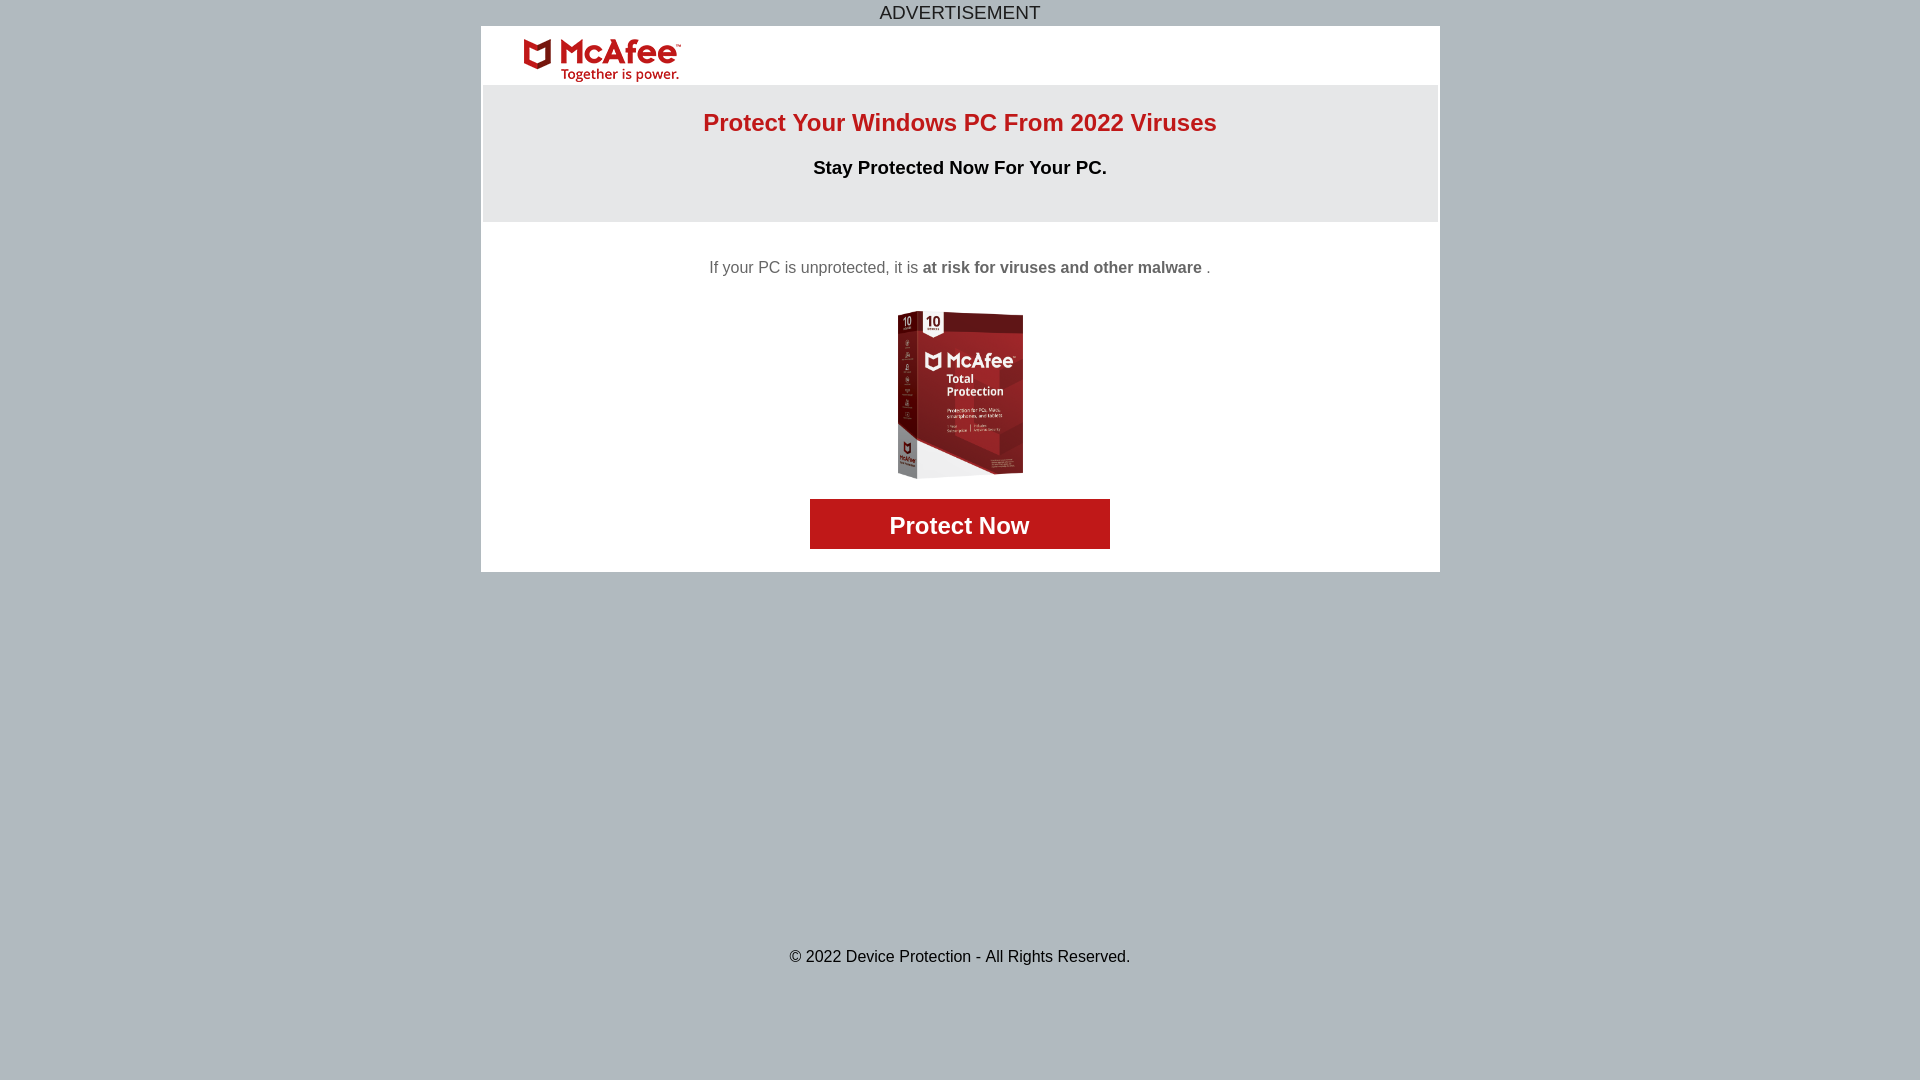 ADVERTISEMENT
McAfee™
Together is power.
Protect Your Windows PC From 2022 Viruses
Stay Protected Now For Your PC.
If your PC is unprotected, it is at risk for viruses and other malware .
10
10
McAfee
Total
Protection
Protection for PCs, Macs,
smartphones, and tablets
McAfee
Protect Now
© 2022 Device Protection - All Rights Reserved.